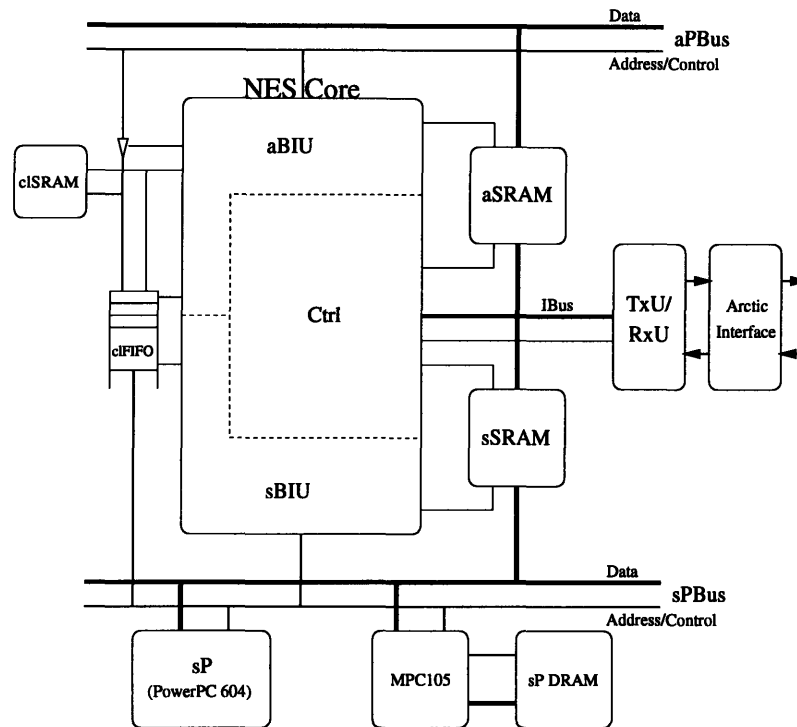 Data
aPBus
Address/Control
NES Core
aBIU
clSRAM
aSRAM
IBus
TxU/
RxU
Arctic
Interface
Ctrl
clFIFO
sSRAM
sBIU
Data
sPBus
Address/Control
sP
(PowerPC 604)
MPC105
sP DRAM